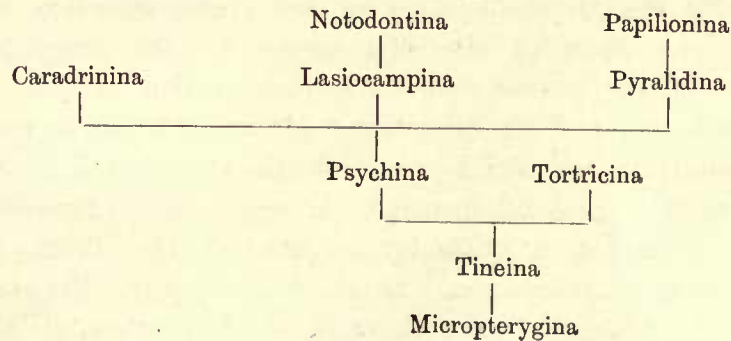 Notodontina Papilionina
Caradrinina Lasiocampina Pyralidina
Psychina Tortricina
Tineina
Micropterygina